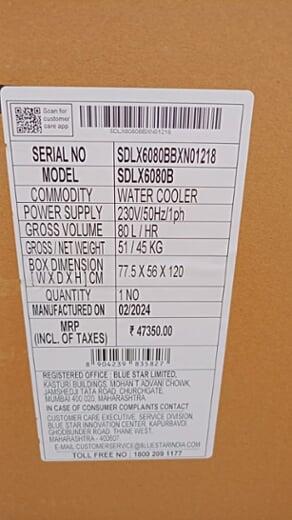 Scan for
customer
care app
SDLX6080BBXN01218
SERIAL NO SDLX6080BBXN01218
MODEL SDLX6080B
COMMODITY WATER COOLER
POWER SUPPLY 230V/50Hz/1ph
GROSS VOLUME 80 L / HR
GROSS / NET WEIGHT 51 / 45 KG
BOX DIMENSION
[ W X D X H ] CM 77.5 X 56 X 120
QUANTITY 1 NO
MANUFACTURED ON 02/2024
MRP
(INCL. OF TAXES) ₹ 47350.00
8 904239 835827
REGISTERED OFFICE : BLUE STAR LIMITED,
KASTURI BUILDINGS, MOHAN T ADVANI CHOWK,
JAMSHEDJI TATA ROAD, CHURCHGATE,
MUMBAI 400 020, MAHARASHTRA.
IN CASE OF CONSUMER COMPLAINTS CONTACT
CUSTOMER CARE EXECUTIVE, SERVICE DIVISION,
BLUE STAR INNOVATION CENTER, KAPURBAVDI,
GHODBUNDER ROAD, THANE WEST,
MAHARASHTRA - 400607
E-MAIL CUSTOMERSERVICE@BLUESTARINDIA.COM
TOLL FREE NO : 1800 209 1177